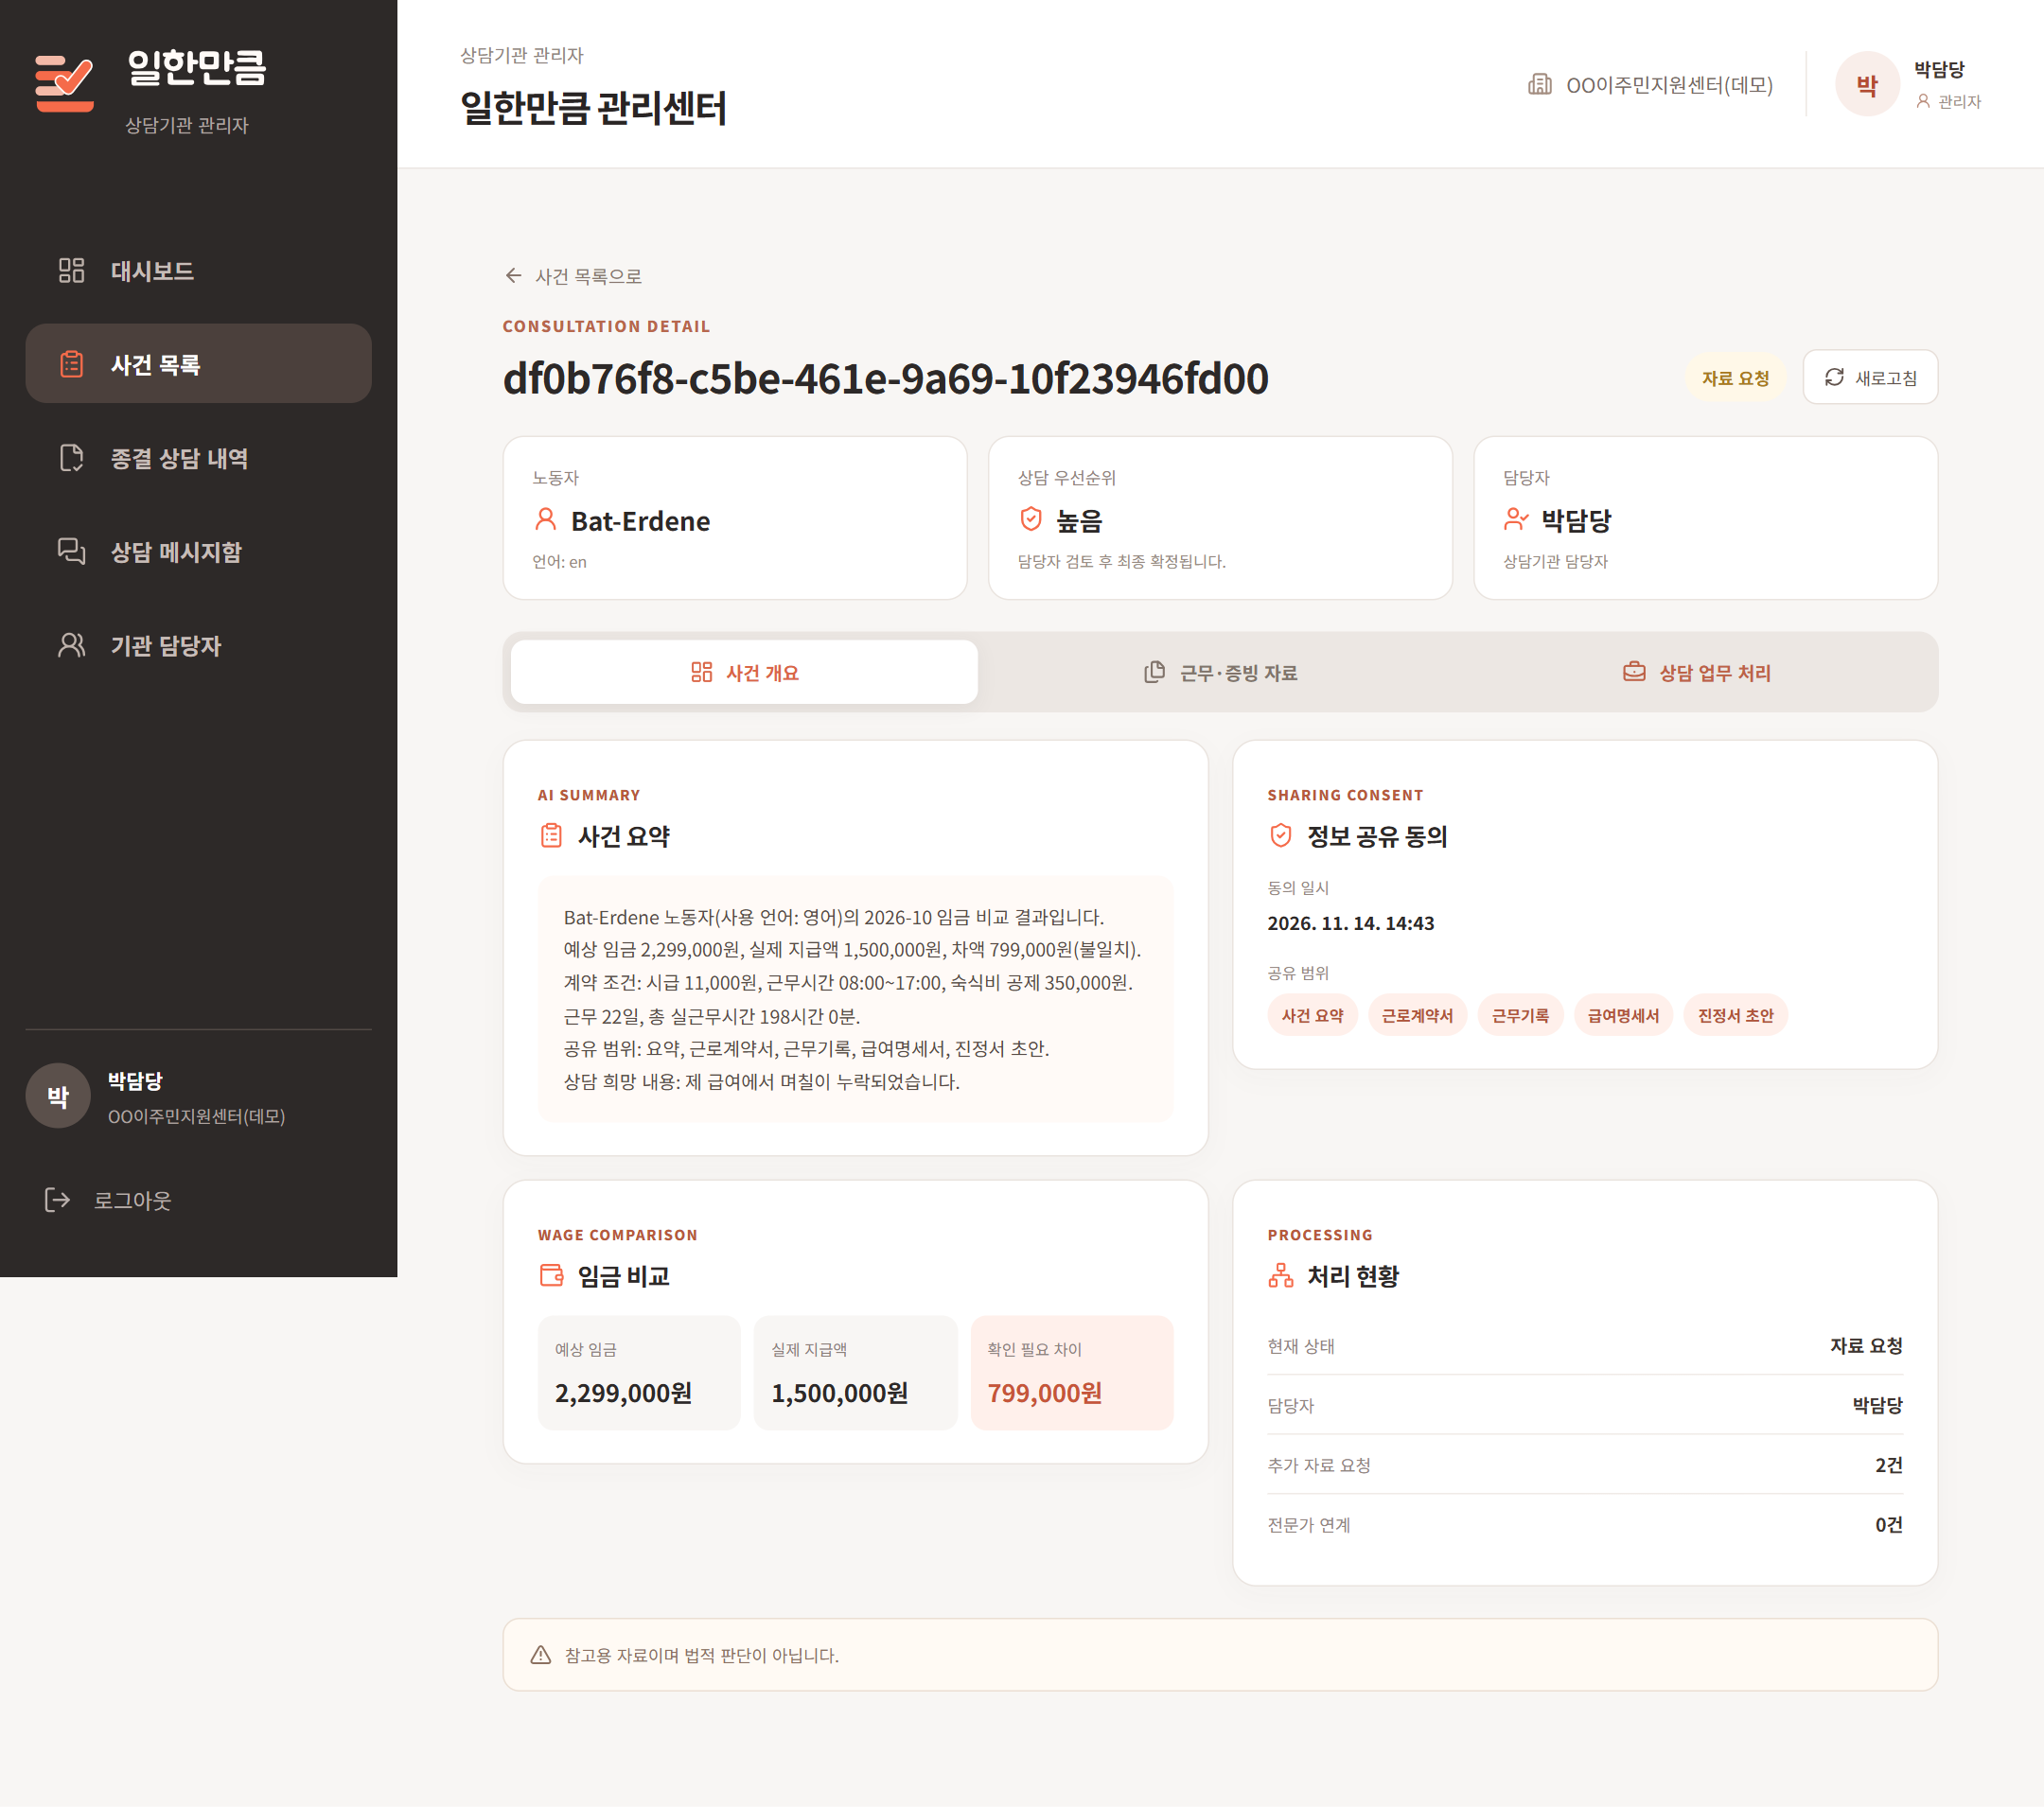 일한만큼
상담기관 관리자
대시보드
사건 목록
종결 상담 내역
상담 메시지함
기관 담당자
박
박담당
OO이주민지원센터(데모)
로그아웃
상담기관 관리자
일한만큼 관리센터
OO이주민지원센터(데모)
박
박담당
관리자
사건 목록으로
CONSULTATION DETAIL
df0b76f8-c5be-461e-9a69-10f23946fd00
자료 요청
새로고침
노동자
Bat-Erdene
언어: en
상담 우선순위
높음
담당자 검토 후 최종 확정됩니다.
담당자
박담당
상담기관 담당자
사건 개요
근무·증빙 자료
상담 업무 처리
AI SUMMARY
사건 요약
Bat-Erdene 노동자(사용 언어: 영어)의 2026-10 임금 비교 결과입니다.
예상 임금 2,299,000원, 실제 지급액 1,500,000원, 차액 799,000원(불일치).
계약 조건: 시급 11,000원, 근무시간 08:00~17:00, 숙식비 공제 350,000원.
근무 22일, 총 실근무시간 198시간 0분.
공유 범위: 요약, 근로계약서, 근무기록, 급여명세서, 진정서 초안.
상담 희망 내용: 제 급여에서 며칠이 누락되었습니다.
SHARING CONSENT
정보 공유 동의
동의 일시
2026. 11. 14. 14:43
공유 범위
사건 요약
근로계약서
근무기록
급여명세서
진정서 초안
WAGE COMPARISON
임금 비교
예상 임금
2,299,000원
실제 지급액
1,500,000원
확인 필요 차이
799,000원
PROCESSING
처리 현황
현재 상태
자료 요청
담당자
박담당
추가 자료 요청
2건
전문가 연계
0건
참고용 자료이며 법적 판단이 아닙니다.